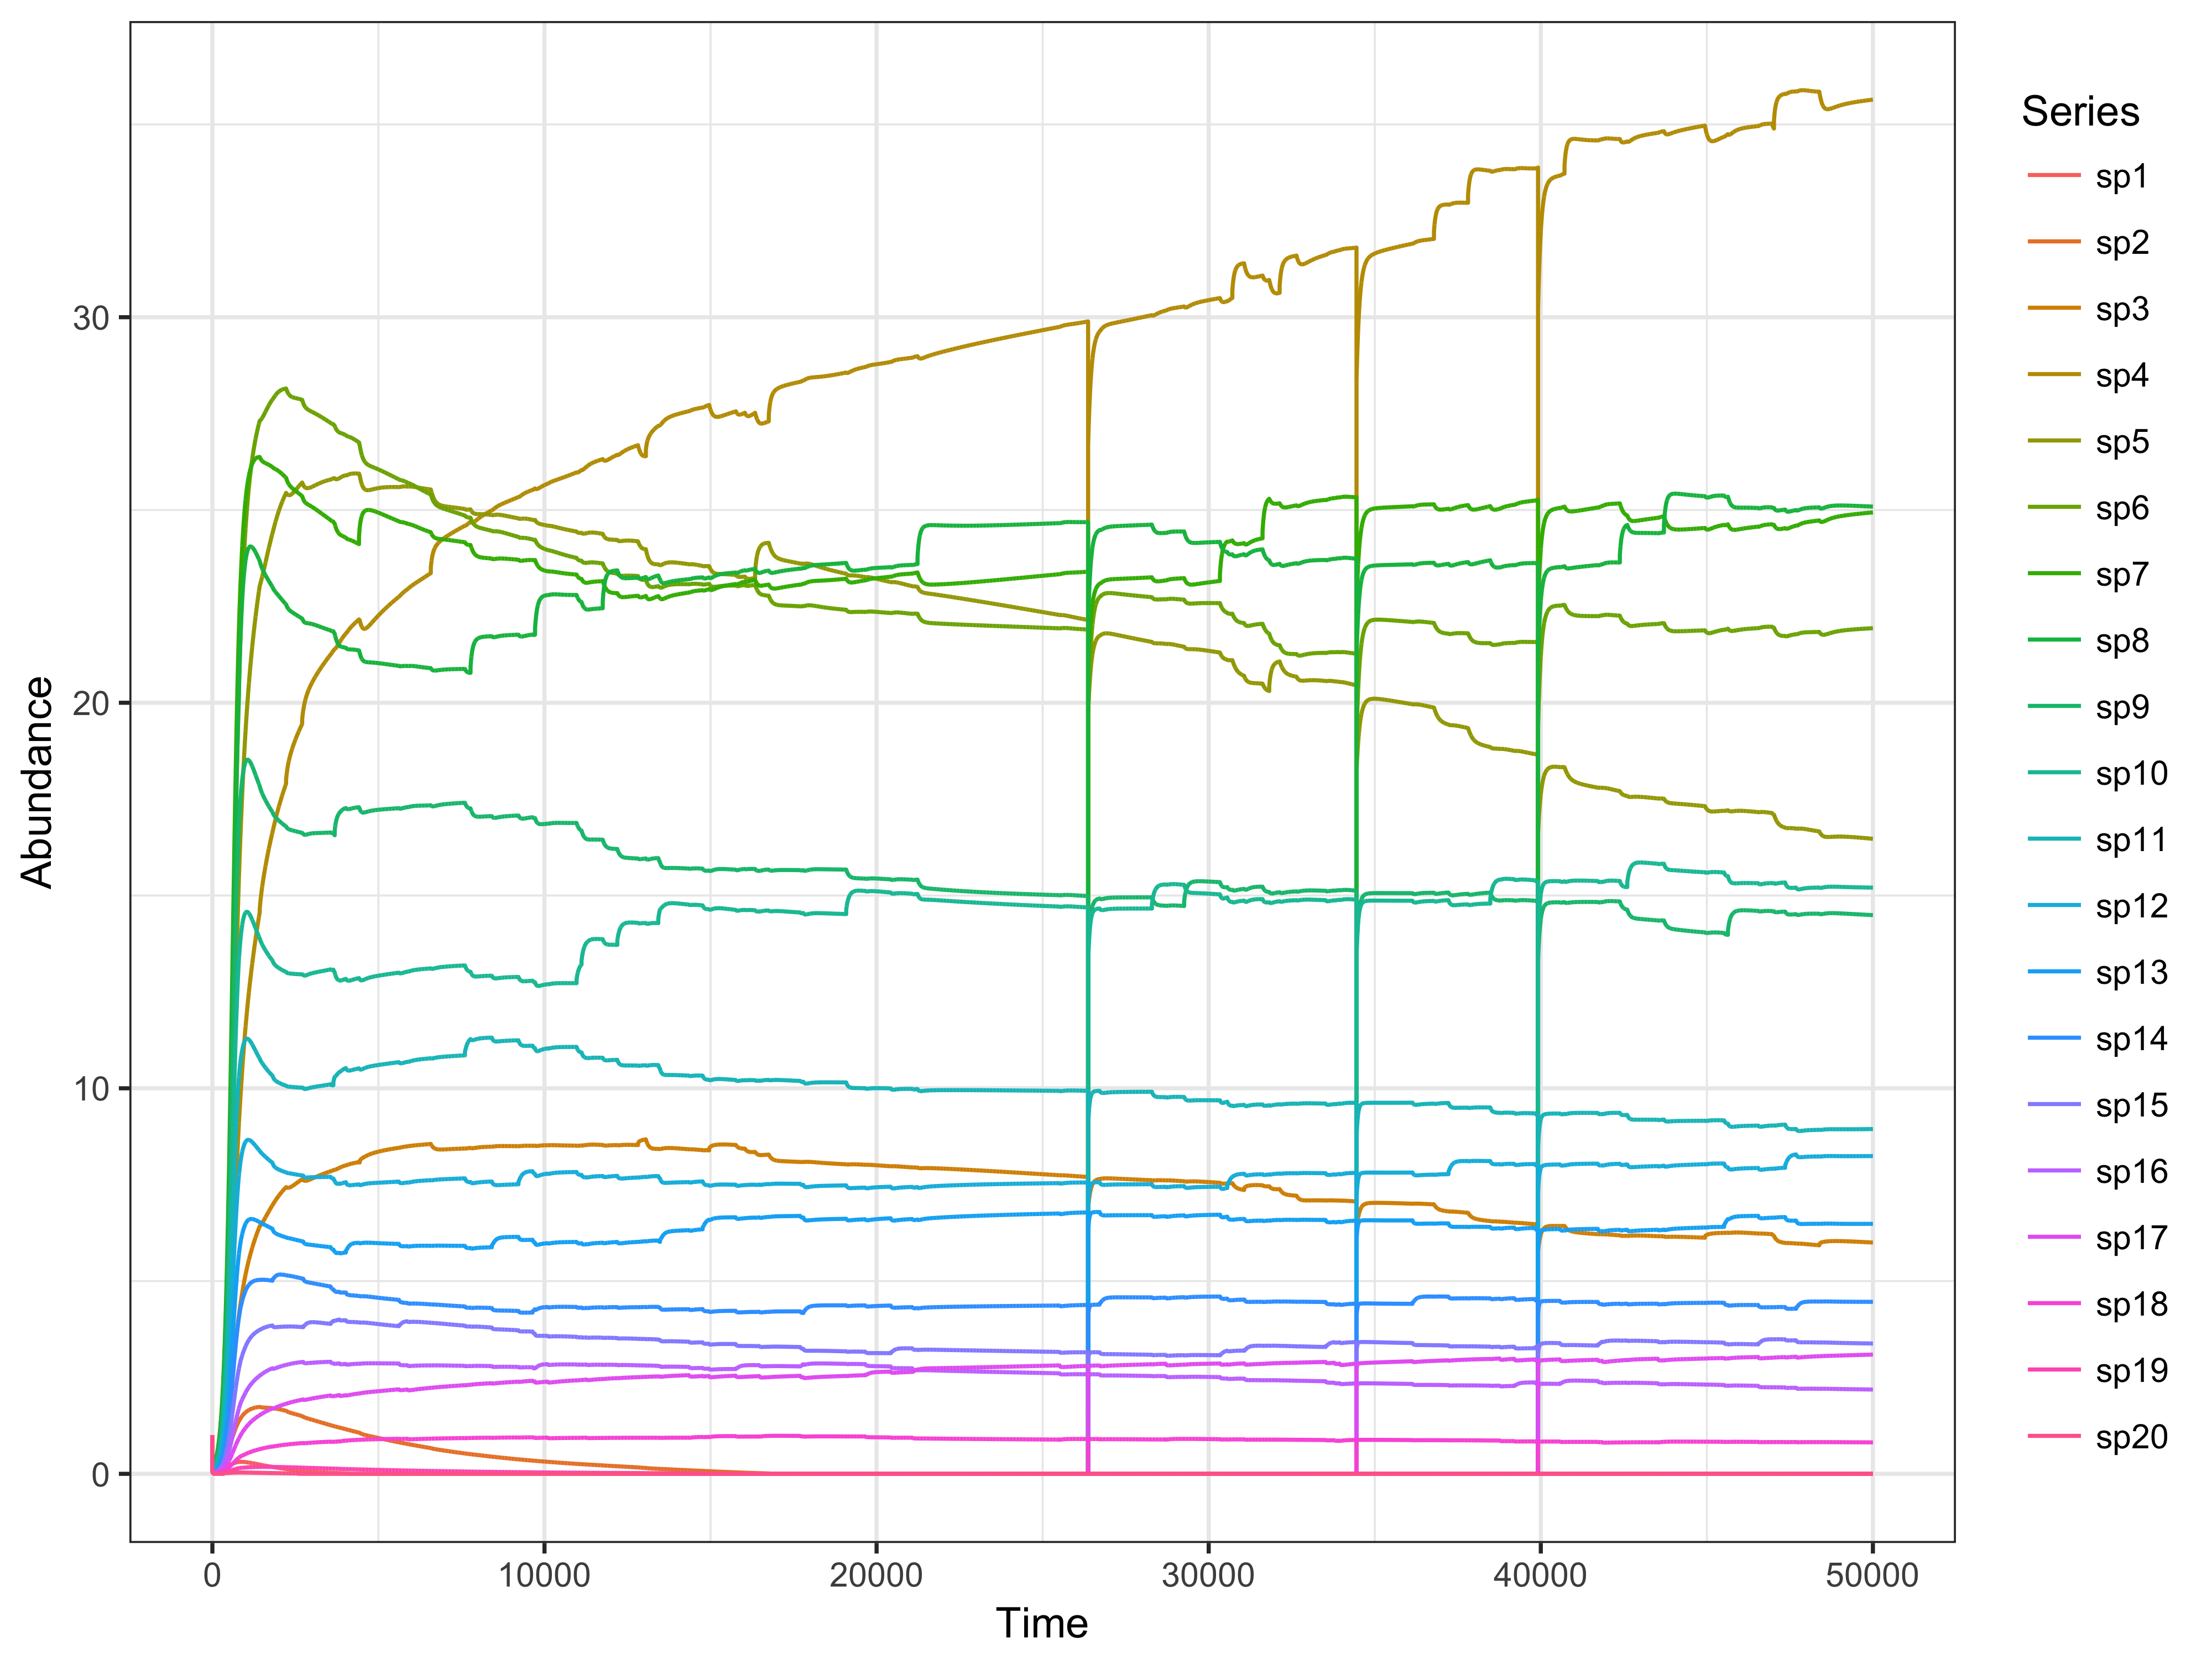 Abundance
30
20
10
0
0 10000 20000 30000 40000 50000
Time
Series
sp1
sp2
sp3
sp4
sp5
sp6
sp7
sp8
sp9
sp10
sp11
sp12
sp13
sp14
sp15
sp16
sp17
sp18
sp19
sp20